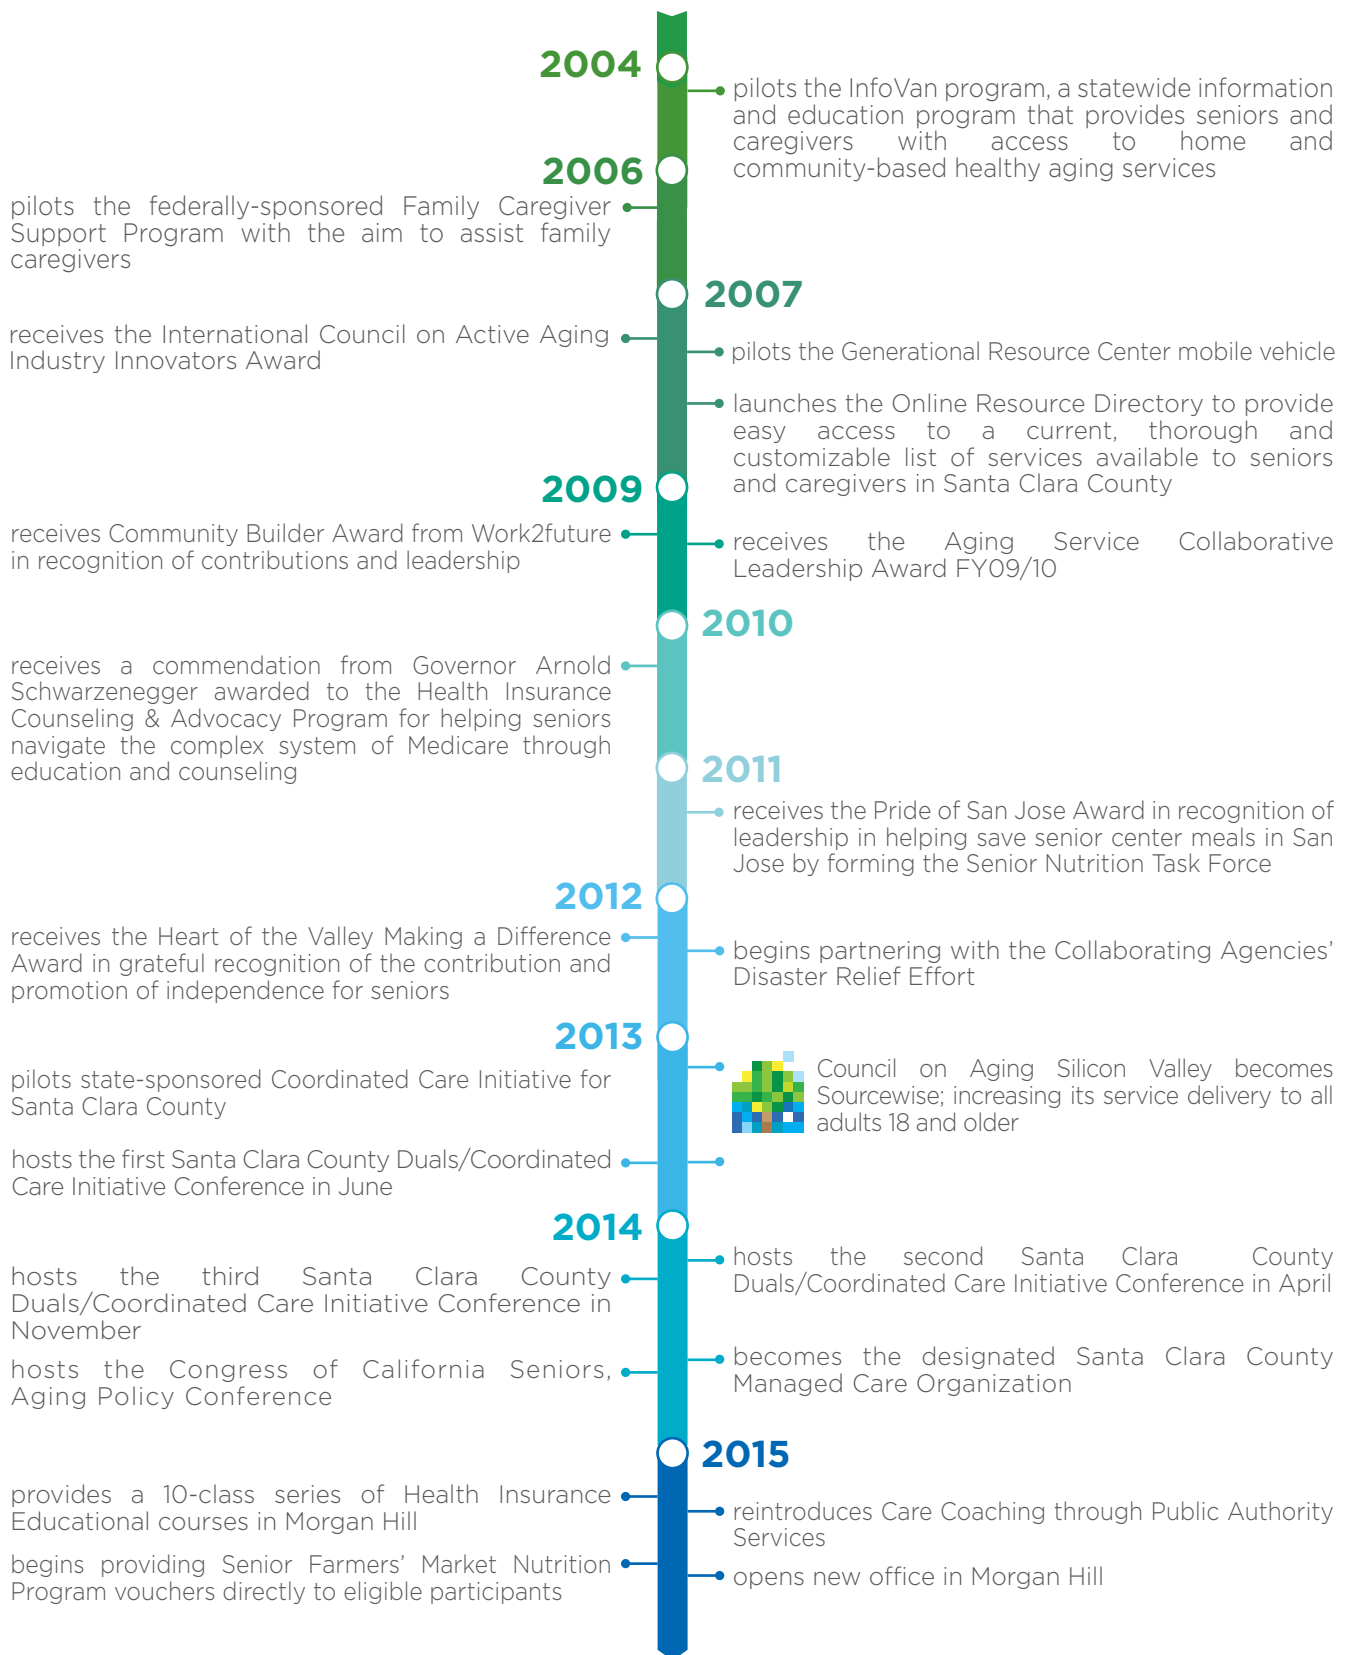 2004
pilots the InfoVan program, a statewide information
and education program that provides seniors and
caregivers with access to home and
community-based healthy aging services
2006
pilots the federally-sponsored Family Caregiver
Support Program with the aim to assist family
caregivers
2007
receives the International Council on Active Aging
Industry Innovators Award
pilots the Generational Resource Center mobile vehicle
launches the Online Resource Directory to provide
easy access to a current, thorough and
customizable list of services available to seniors
and caregivers in Santa Clara County
2009
receives Community Builder Award from Work2future
in recognition of contributions and leadership
receives the Aging Service Collaborative
Leadership Award FY09/10
2010
receives a commendation from Governor Arnold
Schwarzenegger awarded to the Health Insurance
Counseling & Advocacy Program for helping seniors
navigate the complex system of Medicare through
education and counseling
2011
receives the Pride of San Jose Award in recognition of
leadership in helping save senior center meals in San
Jose by forming the Senior Nutrition Task Force
2012
receives the Heart of the Valley Making a Difference
Award in grateful recognition of the contribution and
promotion of independence for seniors
begins partnering with the Collaborating Agencies’
Disaster Relief Effort
2013
pilots state-sponsored Coordinated Care Initiative for
Santa Clara County
Council on Aging Silicon Valley becomes
Sourcewise; increasing its service delivery to all
adults 18 and older
hosts the first Santa Clara County Duals/Coordinated
Care Initiative Conference in June
2014
hosts the second Santa Clara County
Duals/Coordinated Care Initiative Conference in April
hosts the third Santa Clara County
Duals/Coordinated Care Initiative Conference in
November
becomes the designated Santa Clara County
Managed Care Organization
hosts the Congress of California Seniors,
Aging Policy Conference
2015
provides a 10-class series of Health Insurance
Educational courses in Morgan Hill
reintroduces Care Coaching through Public Authority
Services
begins providing Senior Farmers’ Market Nutrition
Program vouchers directly to eligible participants
opens new office in Morgan Hill